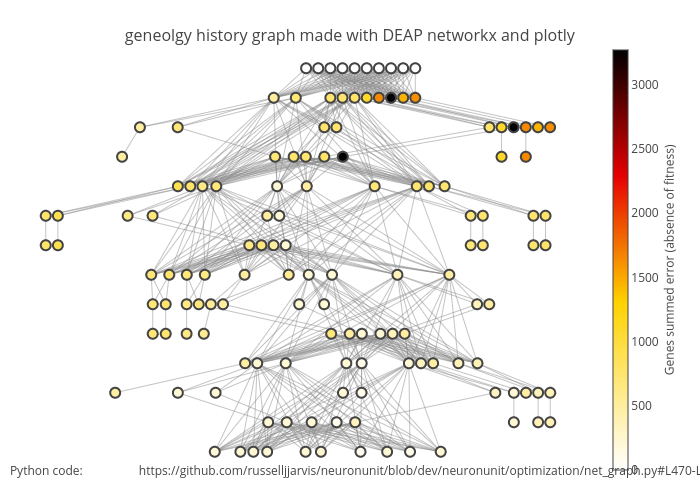 geneolgy history graph made with DEAP networkx and plotly
3000
2500
2000
1500
1000
500
0
Genes summed error (absence of fitness)
Python code:
https://github.com/russelljjarvis/neuronunit/blob/dev/neuronunit/optimization/net_graph.py#L470-L